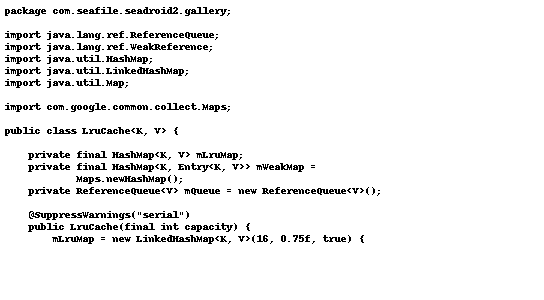 package com.seafile.seadroid2.gallery;
import java.lang.ref.ReferenceQueue;
import java.lang.ref.WeakReference;
import java.util.HashMap;
import java.util.LinkedHashMap;
import java.util.Map;
import com.google.common.collect.Maps;
public class LruCache<K, V> {
private final HashMap<K, V> mLruMap;
private final HashMap<K, Entry<K, V>> mWeakMap =
Maps.newHashMap();
private ReferenceQueue<V> mQueue = new ReferenceQueue<V>();
@SuppressWarnings("serial")
public LruCache(final int capacity) {
mLruMap = new LinkedHashMap<K, V>(16, 0.75f, true) {